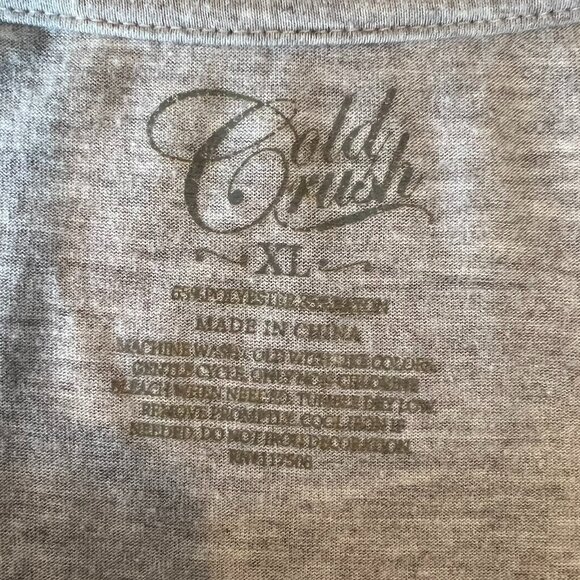 Cold
Crush
XL
65% POLYESTER 35% RAYON
MADE IN CHINA
MACHINE WASH COLD WITH LIKE COLORS.
GENTLE CYCLE. ONLY NON-CHLORINE
BLEACH WHEN NEEDED. TUMBLE DRY LOW.
REMOVE PROMPTLY. COOL IRON IF
NEEDED. DO NOT IRON DECORATION.